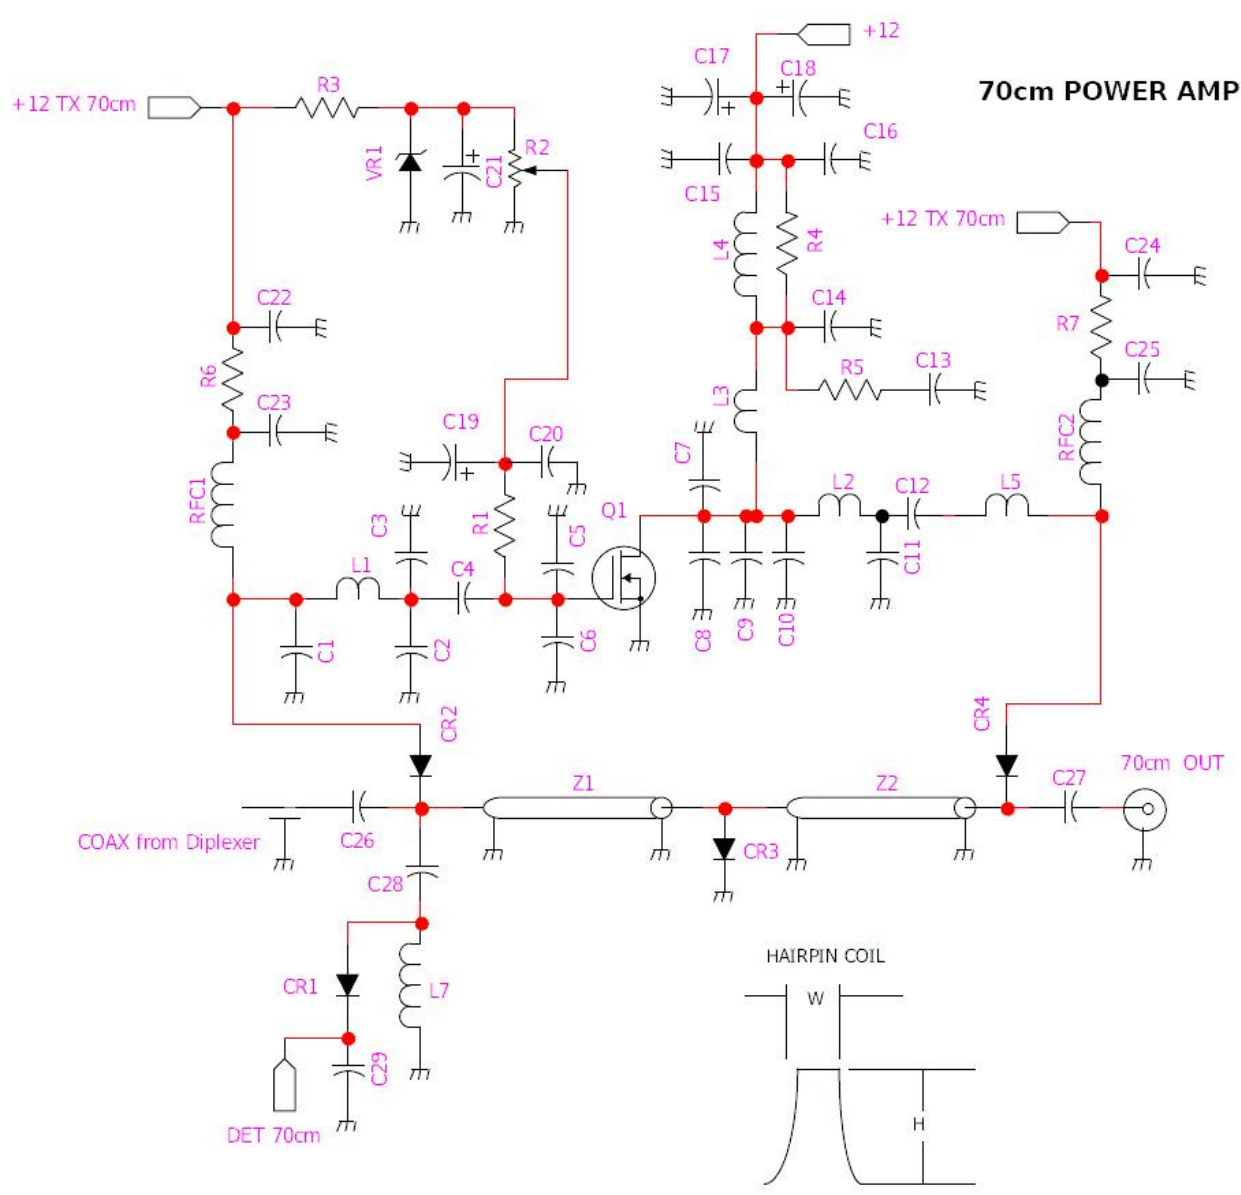 +12
C17
C18
70cm POWER AMP
R3
+12 TX 70cm
+
+
C16
VR1
+
C21
R2
C15
+12 TX 70cm
L4
R4
C24
C22
C14
R7
C25
R6
R5
C13
L3
C23
C19
C20
+
C7
RFC2
RFC1
L2
C12
L5
C3
R1
C5
Q1
L1
C4
C11
C1
C2
C6
C8
C9
C10
CR2
CR4
70cm OUT
Z1
Z2
C27
COAX from Diplexer
C26
CR3
C28
HAIRPIN COIL
CR1
L7
W
C29
H
DET 70cm